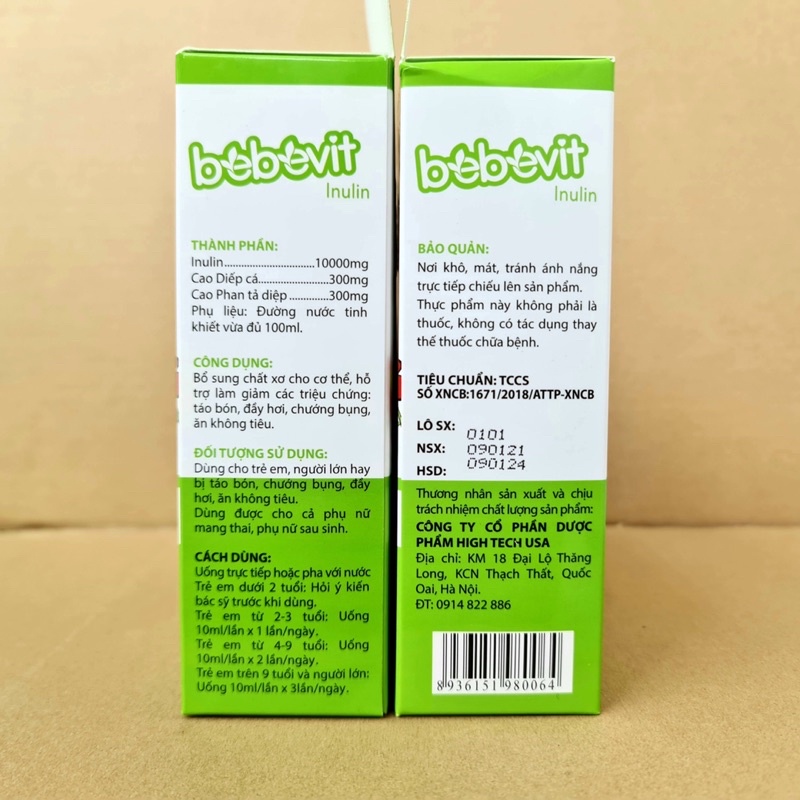 bebevit
Inulin
THÀNH PHẦN:
Inulin..............................10000mg
Cao Diếp cá.......................300mg
Cao Phan tả diệp .............300mg
Phụ liệu: Đường nước tinh
khiết vừa đủ 100ml.
CÔNG DỤNG:
Bổ sung chất xơ cho cơ thể, hỗ
trợ làm giảm các triệu chứng:
táo bón, đầy hơi, chướng bụng,
ăn không tiêu.
ĐỐI TƯỢNG SỬ DỤNG:
Dùng cho trẻ em, người lớn hay
bị táo bón, chướng bụng, đầy
hơi, ăn không tiêu.
Dùng được cho cả phụ nữ
mang thai, phụ nữ sau sinh.
CÁCH DÙNG:
Uống trực tiếp hoặc pha với nước
Trẻ em dưới 2 tuổi: Hỏi ý kiến
bác sỹ trước khi dùng.
Trẻ em từ 2-3 tuổi: Uống
10ml/lần x 1 lần/ngày.
Trẻ em từ 4-9 tuổi: Uống
10ml/lần x 2 lần/ngày.
Trẻ em trên 9 tuổi và người lớn:
Uống 10ml/lần x 3lần/ngày.
bebevit
Inulin
BẢO QUẢN:
Nơi khô, mát, tránh ánh nắng
trực tiếp chiếu lên sản phẩm.
Thực phẩm này không phải là
thuốc, không có tác dụng thay
thế thuốc chữa bệnh.
TIÊU CHUẨN: TCCS
SỐ XNCB:1671/2018/ATTP-XNCB
LÔ SX: 0101
NSX: 090121
HSD: 090124
Thương nhân sản xuất và chịu
trách nhiệm chất lượng sản phẩm:
CÔNG TY CỔ PHẦN DƯỢC
PHẨM HIGH TECH USA
Địa chỉ: KM 18 Đại Lộ Thăng
Long, KCN Thạch Thất, Quốc
Oai, Hà Nội.
ĐT: 0914 822 886
8 936151 980064